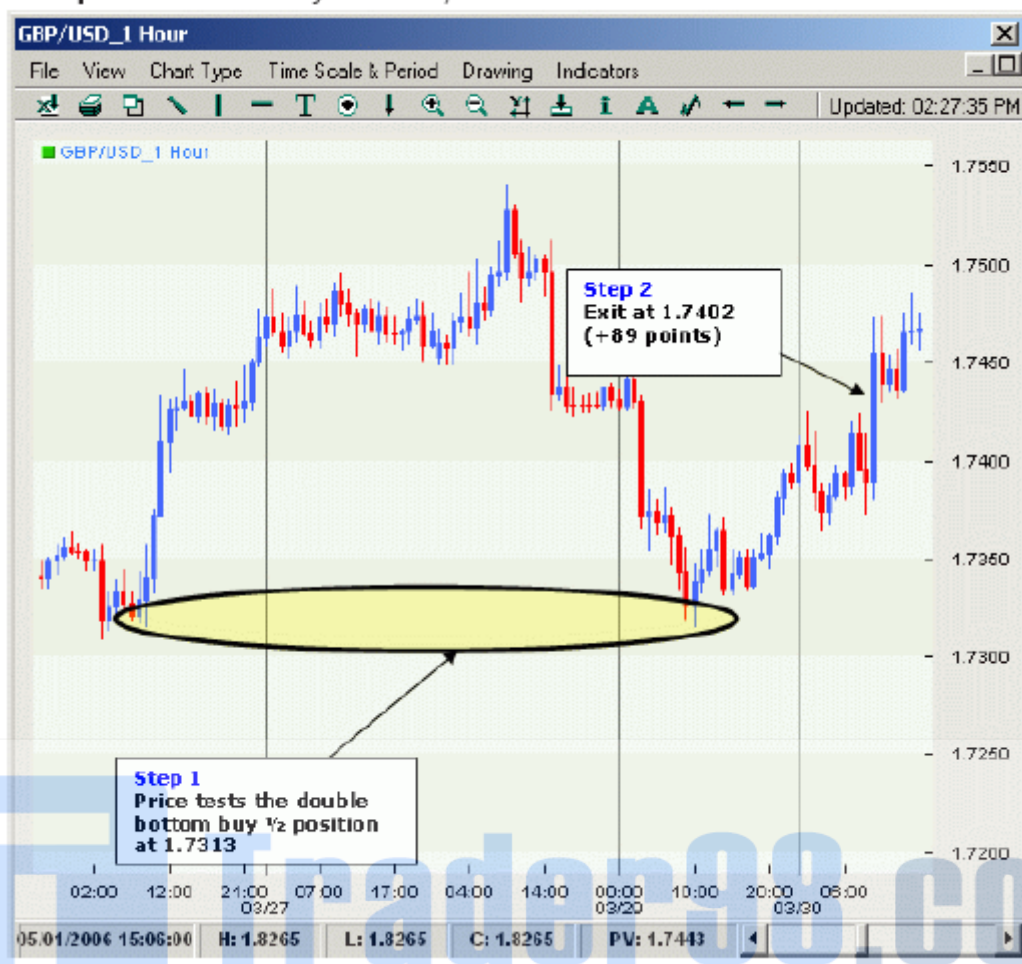 GBP/USD_1 Hour
File View Chart Type Time Scale & Period Drawing Indicators
Updated: 02:27:35 PM
GBP/USD_1 Hour
1.7550
1.7500
1.7450
1.7400
1.7350
1.7300
1.7250
1.7200
Step 2
Exit at 1.7402
(+89 points)
Step 1
Price tests the double
bottom buy ½ position
at 1.7313
02:00 12:00 21:00 07:00 17:00 04:00 14:00 00:00 10:00 20:00 06:00
03/27 03/29 03/30
05/01/2006 15:06:00 H: 1.8265 L: 1.8265 C: 1.8265 PV: 1.7443
Trader98.co